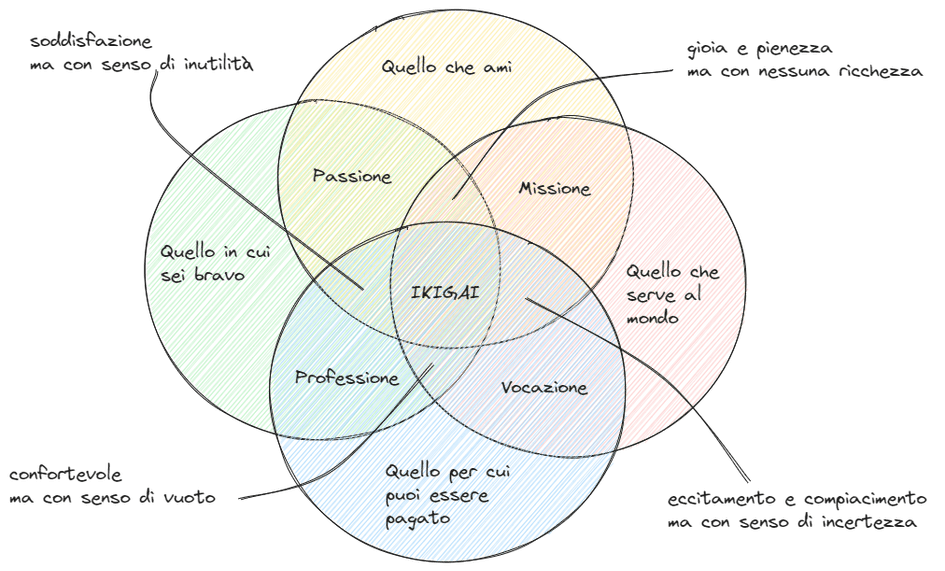 soddisfazione
ma con senso di inutilità
gioia e pienezza
ma con nessuna ricchezza
Quello che ami
Passione
Missione
Quello in cui
sei bravo
Quello che
serve al
mondo
IKIGAI
Professione
Vocazione
Quello per cui
puoi essere
pagato
confortevole
ma con senso di vuoto
eccitamento e compiacimento
ma con senso di incertezza